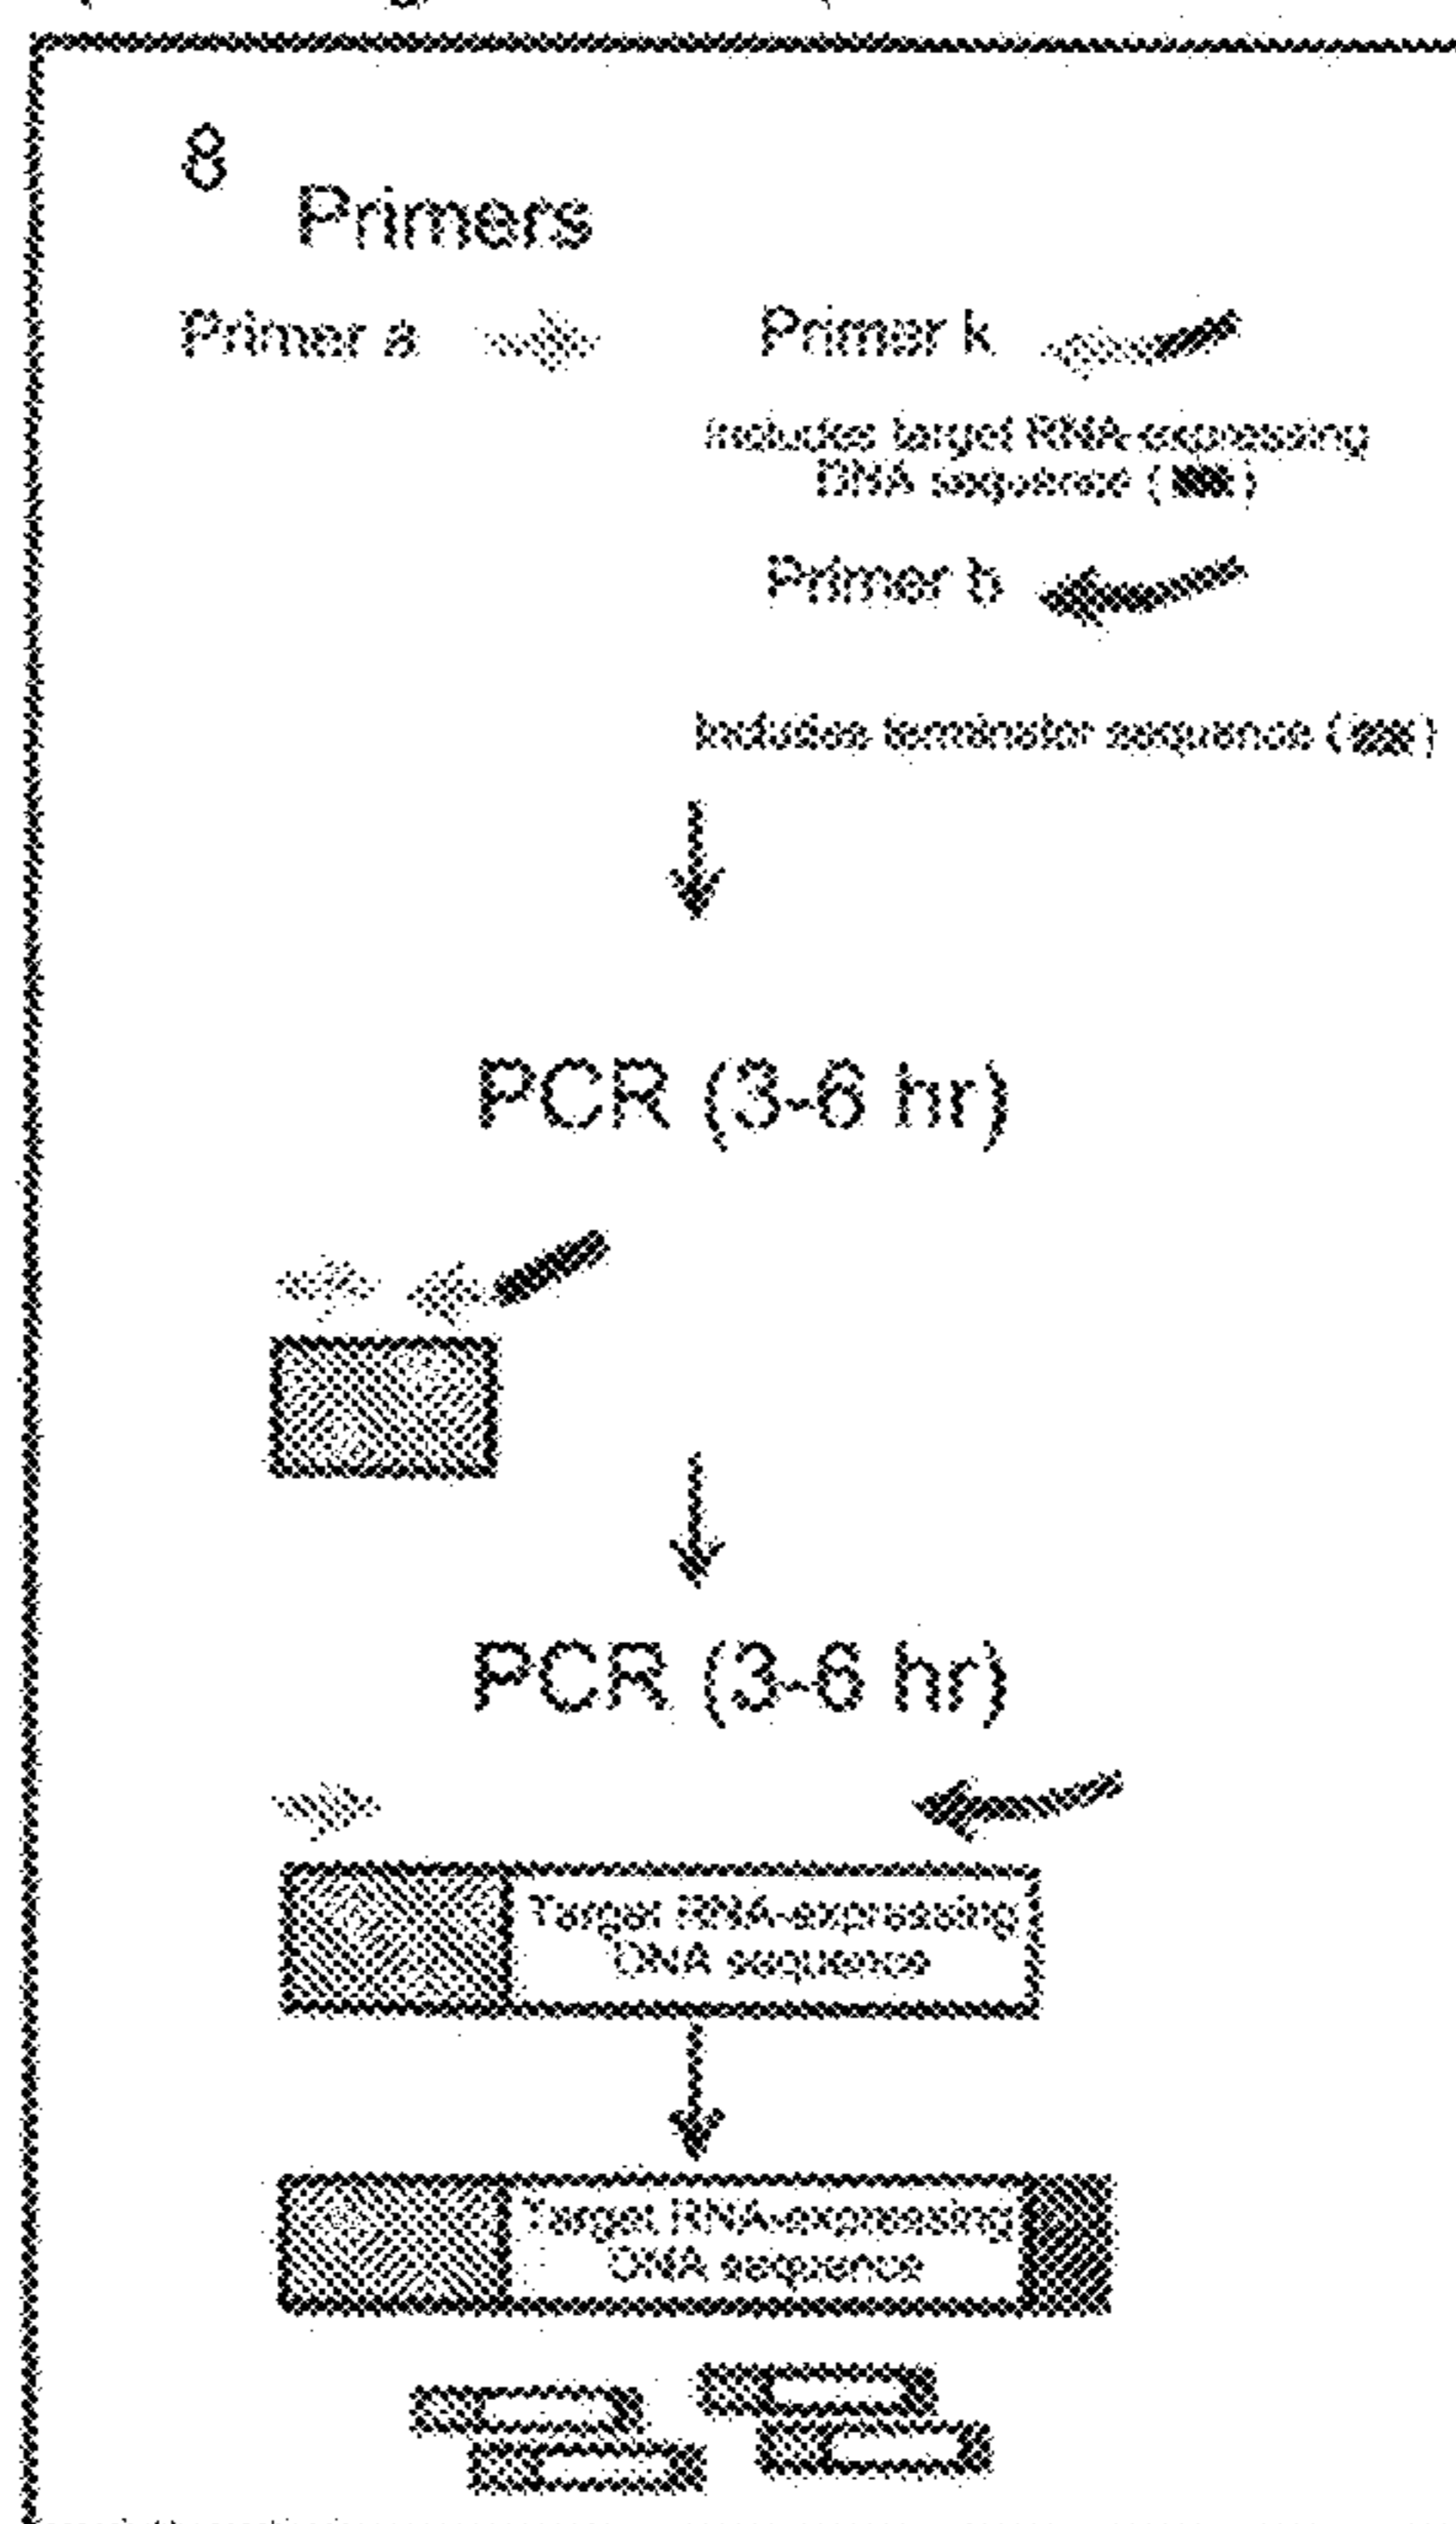 8
Primers
Primer a
Primer k
Includes target RNA-expressing
DNA sequence ( )
Primer b
Includes terminator sequence ( )
PCR (3-6 hr)
PCR (3-6 hr)
Target RNA-expressing
DNA sequence
Target RNA-expressing
DNA sequence